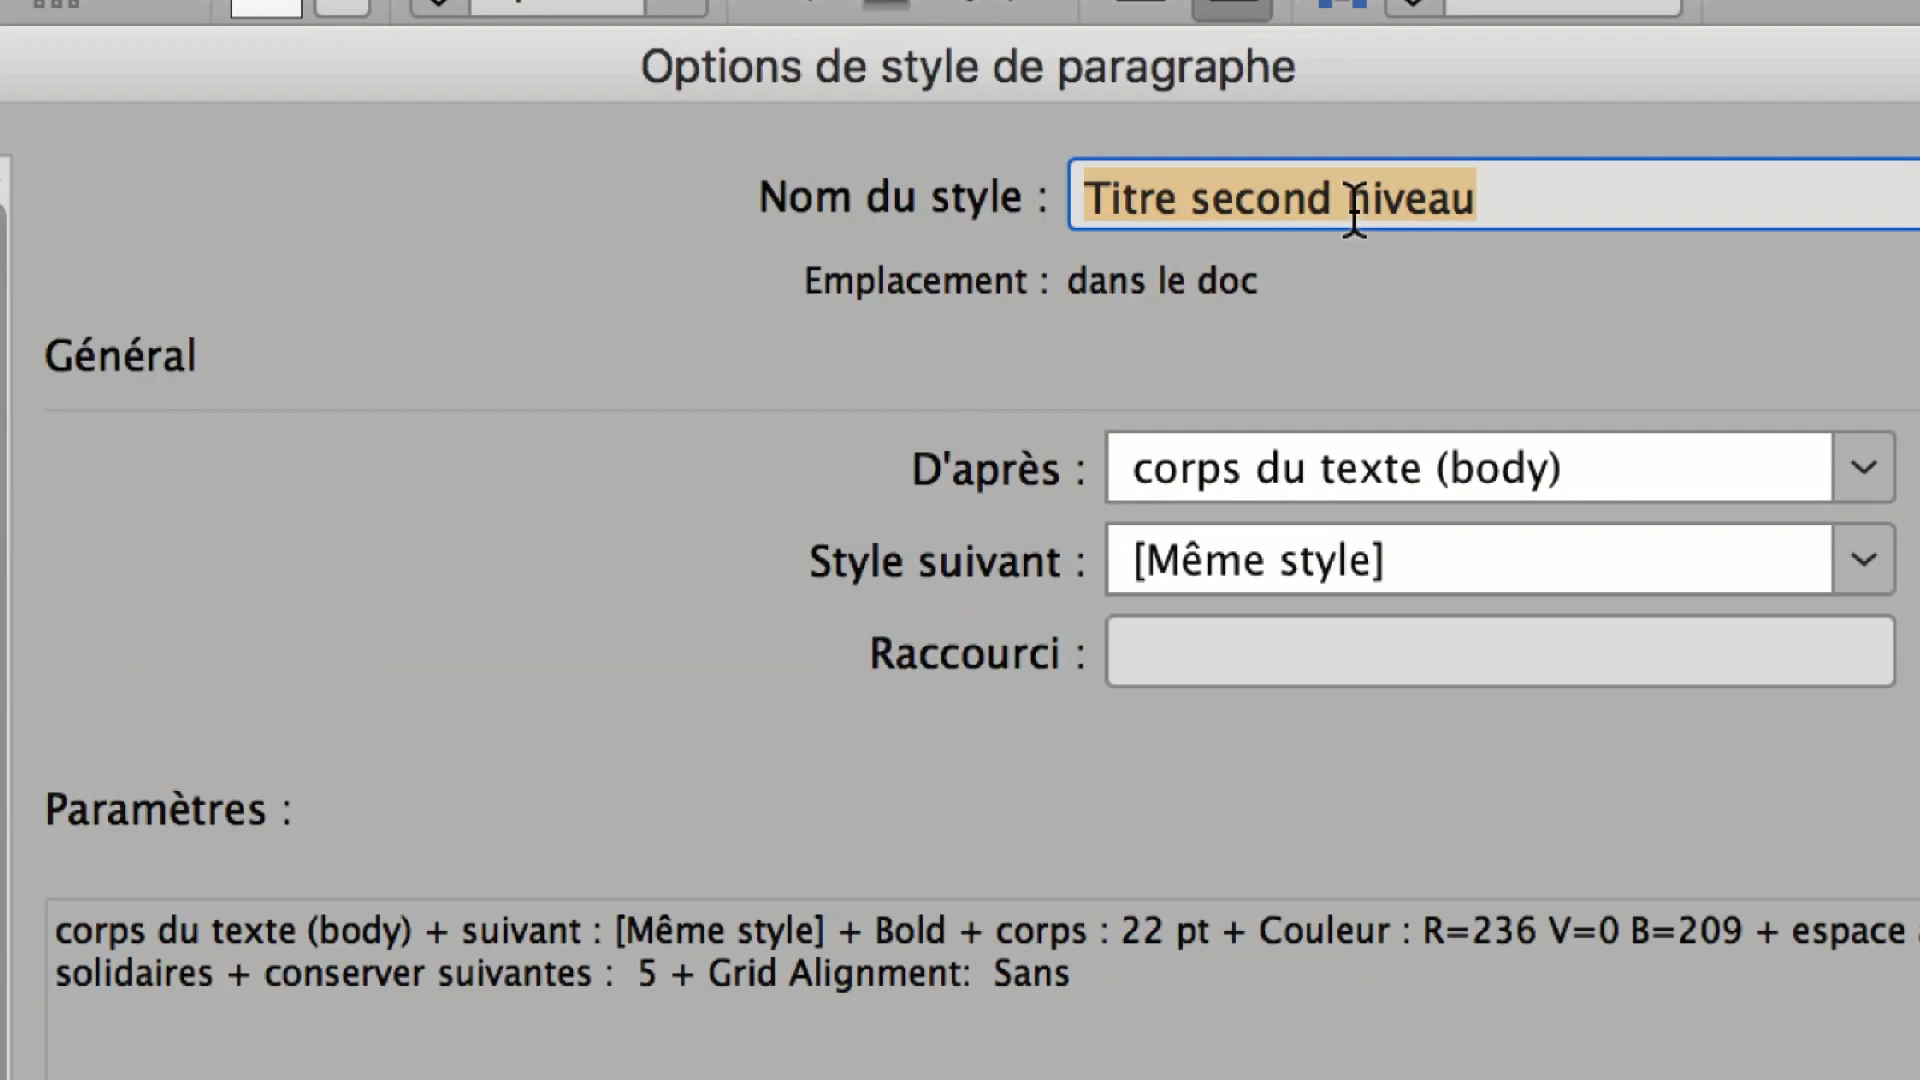 Options de style de paragraphe
Nom du style : Titre second niveau
Emplacement : dans le doc
Général
D'après : corps du texte (body)
Style suivant : [Même style]
Raccourci :
Paramètres :
corps du texte (body) + suivant : [Même style] + Bold + corps : 22 pt + Couleur : R=236 V=0 B=209 + espace
solidaires + conserver suivantes : 5 + Grid Alignment: Sans